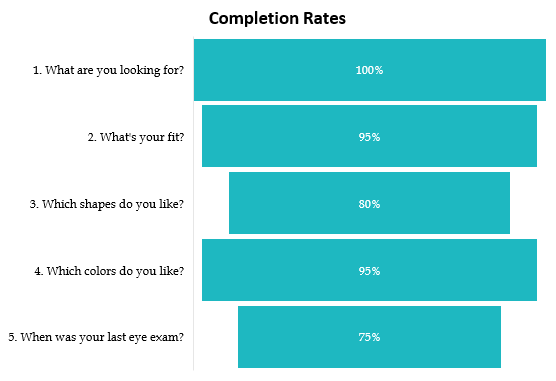 Completion Rates
1. What are you looking for?
100%
2. What's your fit?
95%
3. Which shapes do you like?
80%
4. Which colors do you like?
95%
5. When was your last eye exam?
75%